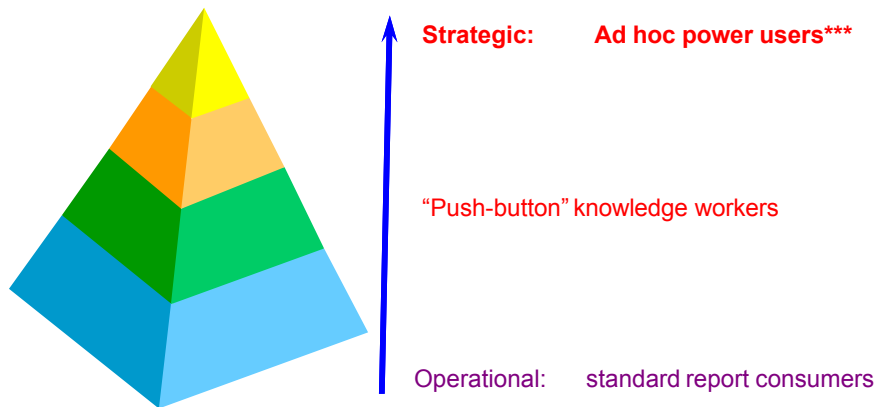 Strategic: Ad hoc power users***
“Push-button” knowledge workers
Operational: standard report consumers